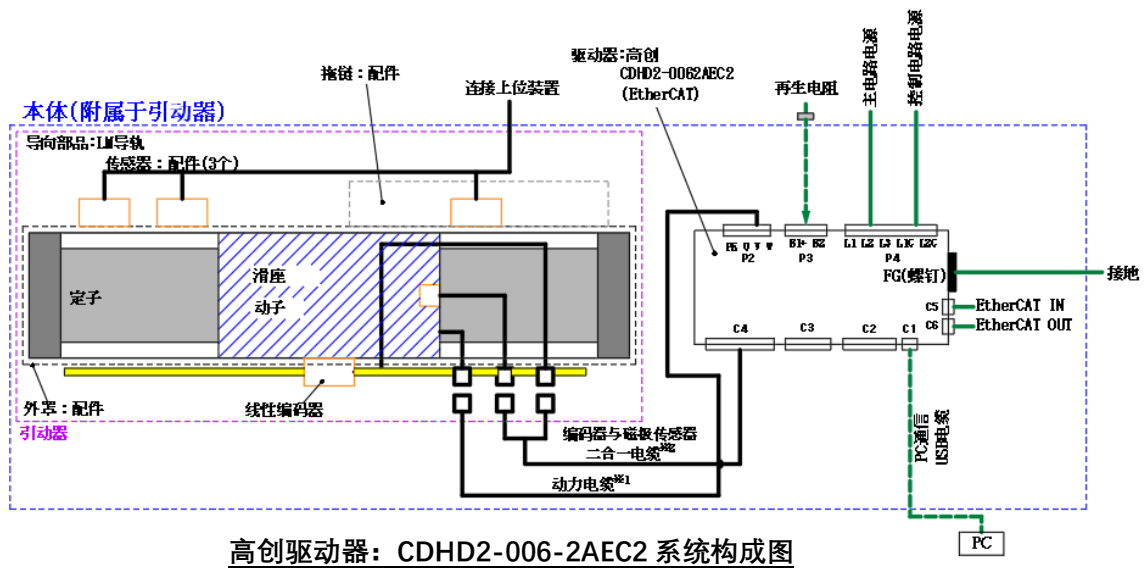 驱动器：高创
CDHD2-0062AEC2
(EtherCAT)
拖链：配件
连接上位装置
再生电阻
主电路电源
控制电路电源
本体(附属于引动器)
导向部品:LM导轨
传感器：配件(3个)
PE U V W
P2
B1+ B2
P3
L1 L2 L3 L1C L2C
P4
FG(螺钉)
接地
滑座
定子
动子
C5
EtherCAT IN
C6
EtherCAT OUT
C4
C3
C2
C1
外罩：配件
线性编码器
引动器
编码器与磁极传感器
二合一电缆※2
动力电缆※1
PC通信
USB电缆
PC
高创驱动器：CDHD2-006-2AEC2 系统构成图